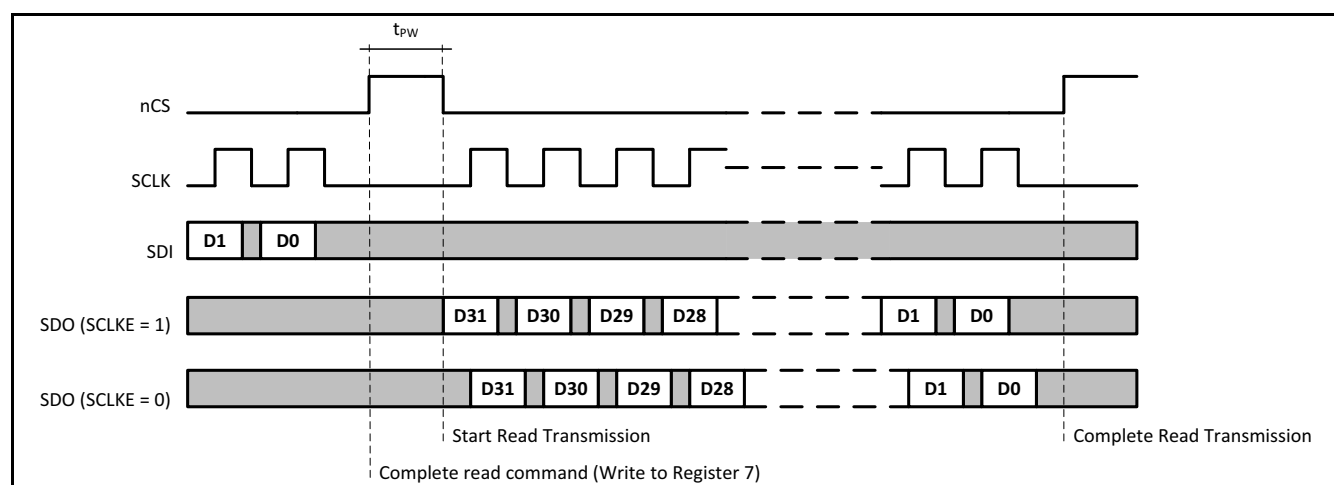 tPW
nCS
SCLK
SDI D1 D0
SDO (SCLKE = 1) D31 D30 D29 D28 D1 D0
SDO (SCLKE = 0) D31 D30 D29 D28 D1 D0
Start Read Transmission Complete Read Transmission
Complete read command (Write to Register 7)